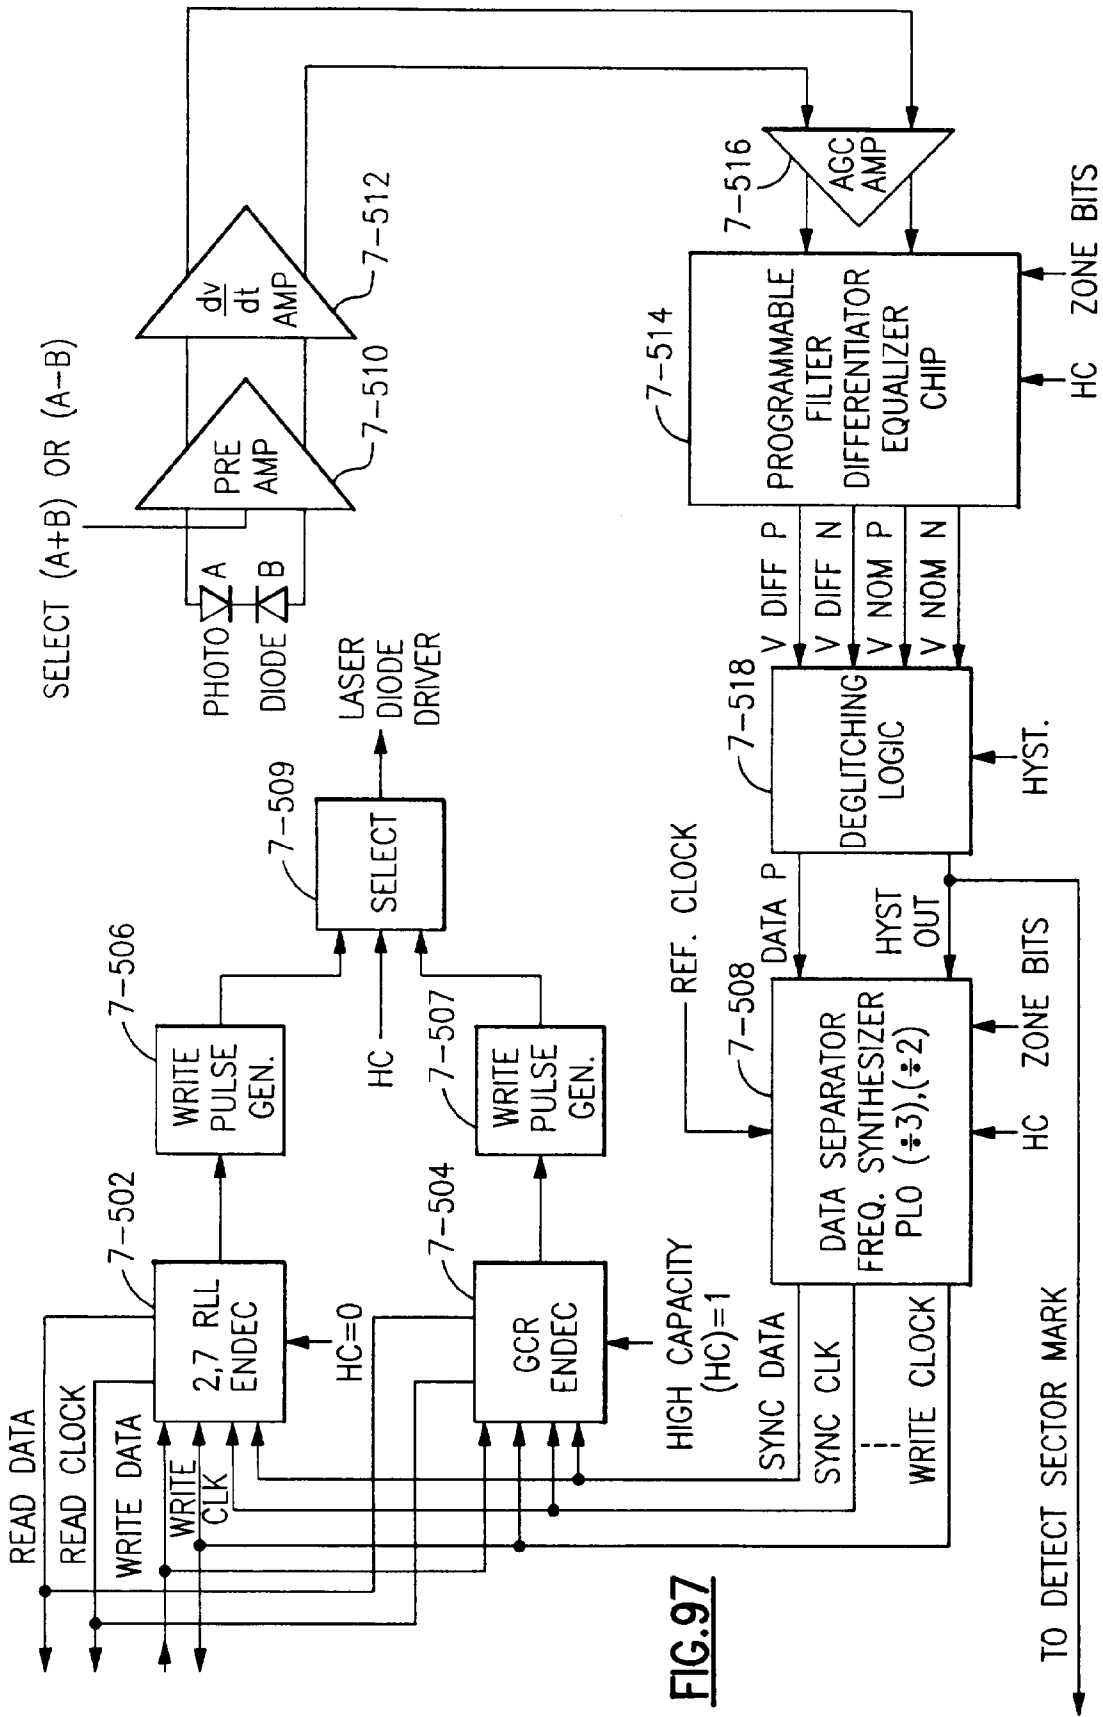 READ DATA
READ CLOCK
WRITE DATA
WRITE
CLK
7-502
2,7 RLL
ENDEC
HC=0
7-506
WRITE
PULSE
GEN.
7-504
GCR
ENDEC
HIGH CAPACITY
(HC)=1
7-507
WRITE
PULSE
GEN.
HC
7-509
SELECT
LASER
DIODE
DRIVER
SELECT (A+B) OR (A-B)
PHOTO
DIODE
A
B
PRE
AMP
7-510
dv
dt
AMP
7-512
7-516
AGC
AMP
7-514
PROGRAMMABLE
FILTER
DIFFERENTIATOR
EQUALIZER
CHIP
HC
ZONE BITS
V DIFF P
V DIFF N
V NOM P
V NOM N
7-518
DEGLITCHING
LOGIC
HYST.
DATA P
HYST
OUT
REF. CLOCK
7-508
DATA SEPARATOR
FREQ. SYNTHESIZER
PLO (÷3),(÷2)
HC
ZONE BITS
SYNC DATA
SYNC CLK
WRITE CLOCK
TO DETECT SECTOR MARK
FIG.97